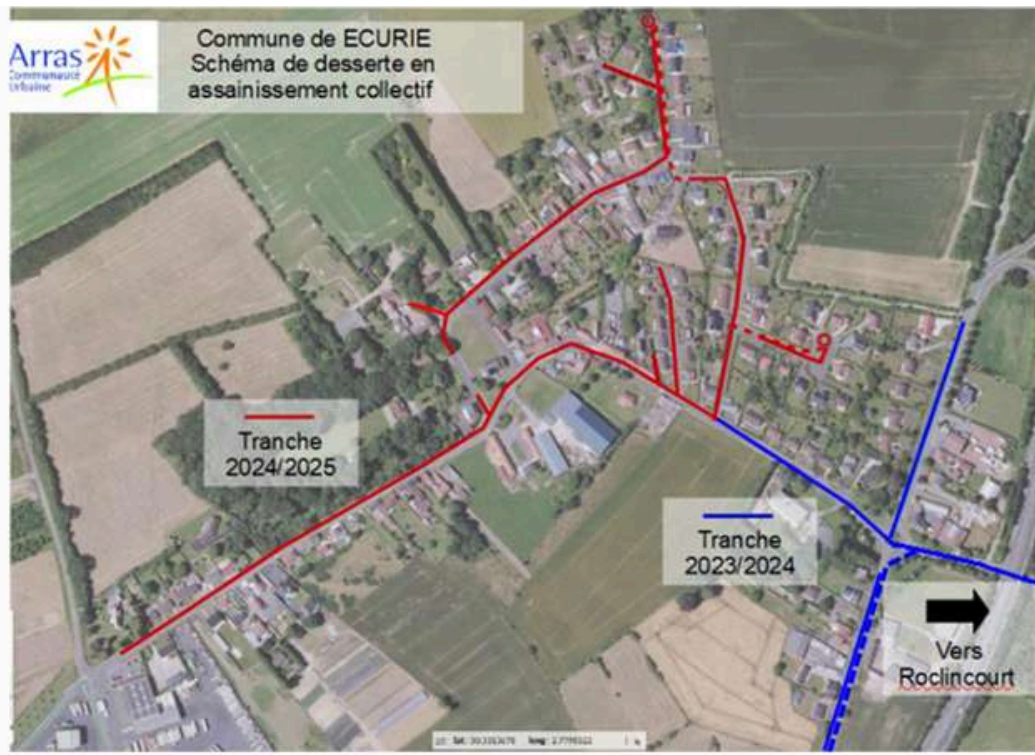 Arras
Communauté
Urbaine
Commune de ECURIE
Schéma de desserte en
assainissement collectif
Tranche
2024/2025
Tranche
2023/2024
Vers
Roclincourt